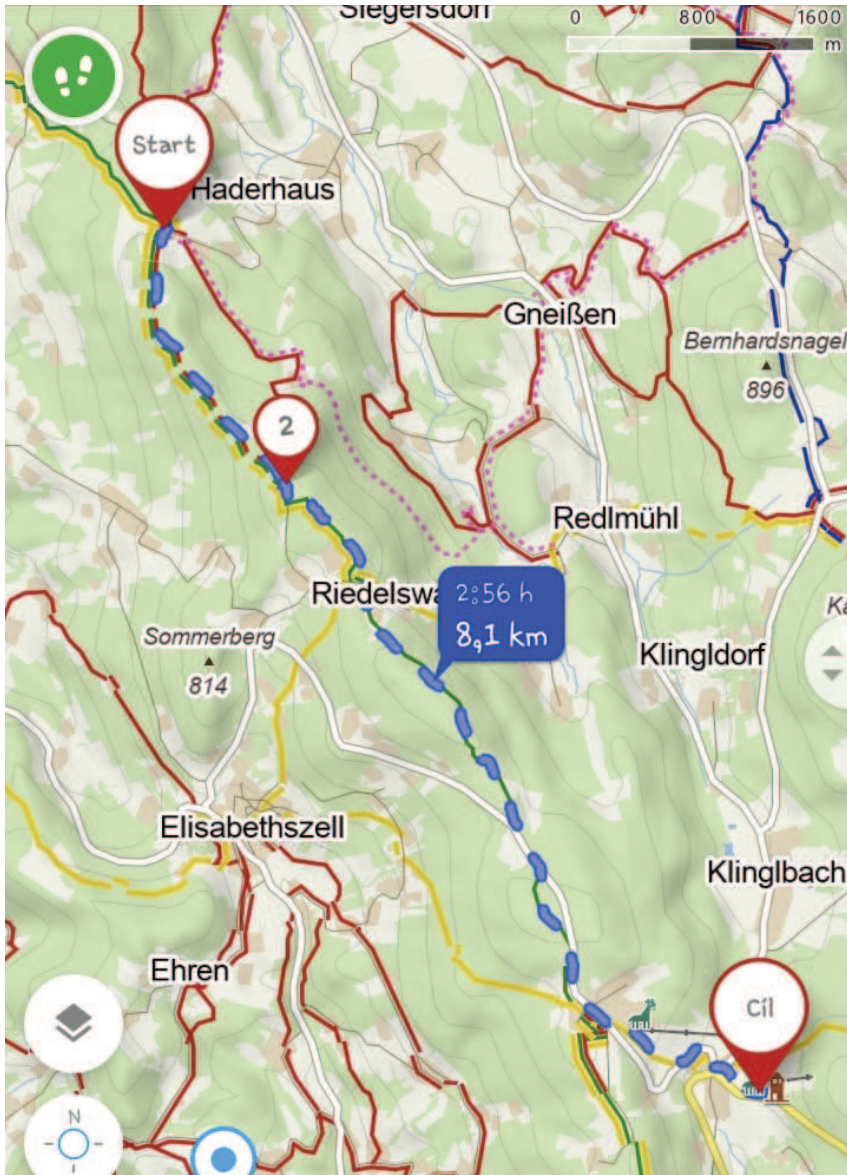 Siegersdorf
0 800 1600
m
Start
Haderhaus
Gneißen
Bernhardsnagel
896
2
Redlmühl
2:56 h
8,1 km
Sommerberg
814
Klingldorf
Elisabethszell
Klinglbach
Ehren
Cíl
N